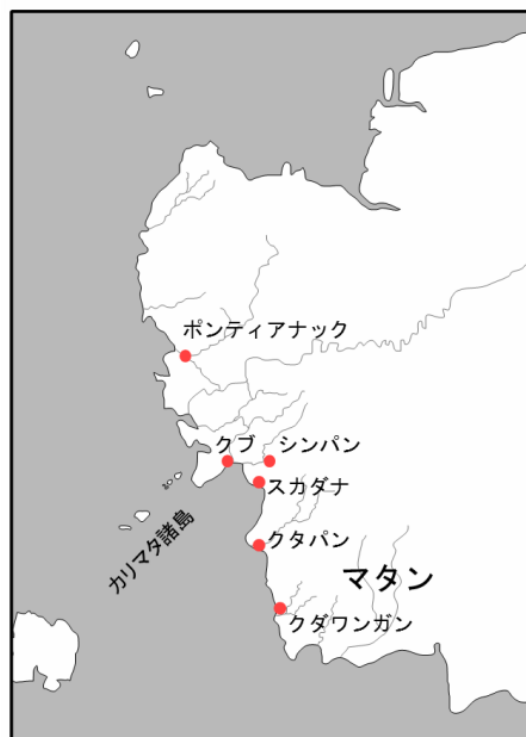 ポンティアナック
クブ
シンパン
スカダナ
カリマタ諸島
クタパン
マタン
クダワンガン